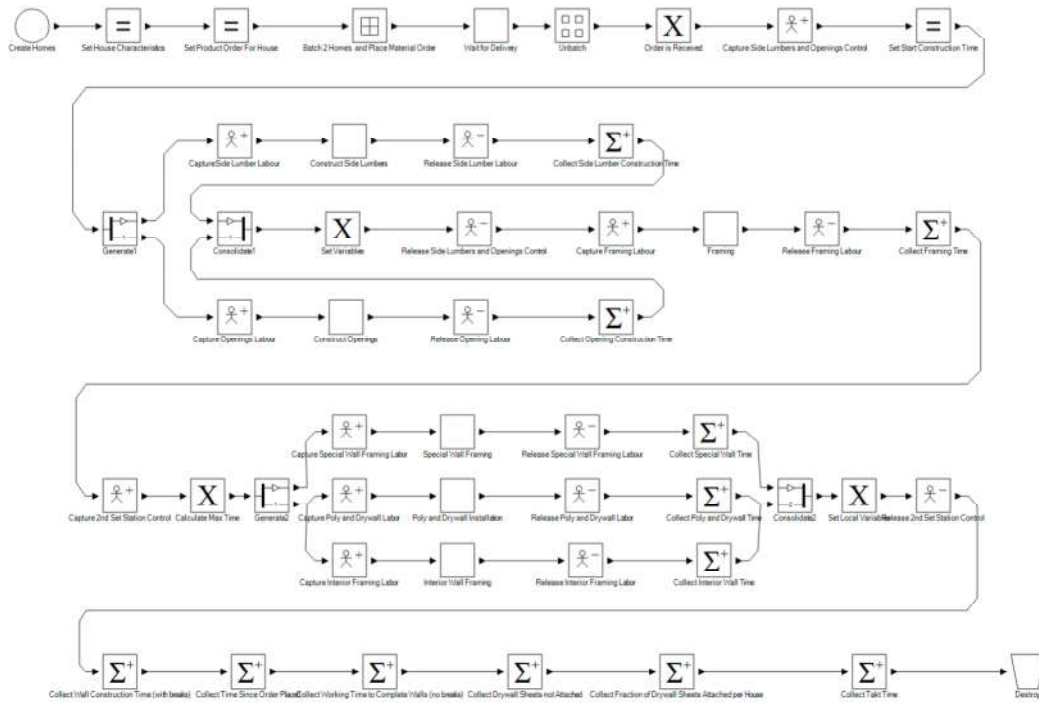 Create Homes
Set House Characteristics
Set Product Order For House
Batch 2 Homes and Place Material Order
Wait for Delivery
Unbatch
X
Order is Received
Capture Side Lumbers and Openings Control
Set Start Construction Time
Capture Side Lumber Labour
Construct Side Lumbers
Release Side Lumber Labour
Σ+
Collect Side Lumber Construction Time
Generate1
Consolidate1
X
Set Variables
Release Side Lumbers and Openings Control
Capture Framing Labour
Framing
Release Framing Labour
Σ+
Collect Framing Time
Capture Openings Labour
Construct Openings
Release Opening Labour
Σ+
Collect Opening Construction Time
Capture Special Wall Framing Labor
Special Wall Framing
Release Special Wall Framing Labour
Σ+
Collect Special Wall Time
Capture 2nd Set Station Control
X
Calculate Max Time
Generate2
Capture Poly and Drywall Labor
Poly and Drywall Installation
Release Poly and Drywall Labor
Σ+
Collect Poly and Drywall Time
Consolidate2
X
Set Local Variables
Release 2nd Set Station Control
Capture Interior Framing Labor
Interior Wall Framing
Release Interior Framing Labor
Σ+
Collect Interior Wall Time
Σ+
Collect Wall Construction Time (with breaks)
Σ+
Collect Time Since Order Placed
Σ+
Collect Working Time to Complete Walls (no breaks)
Σ+
Collect Drywall Sheets not Attached
Σ+
Collect Fraction of Drywall Sheets Attached per House
Σ+
Collect Takt Time
Destroy